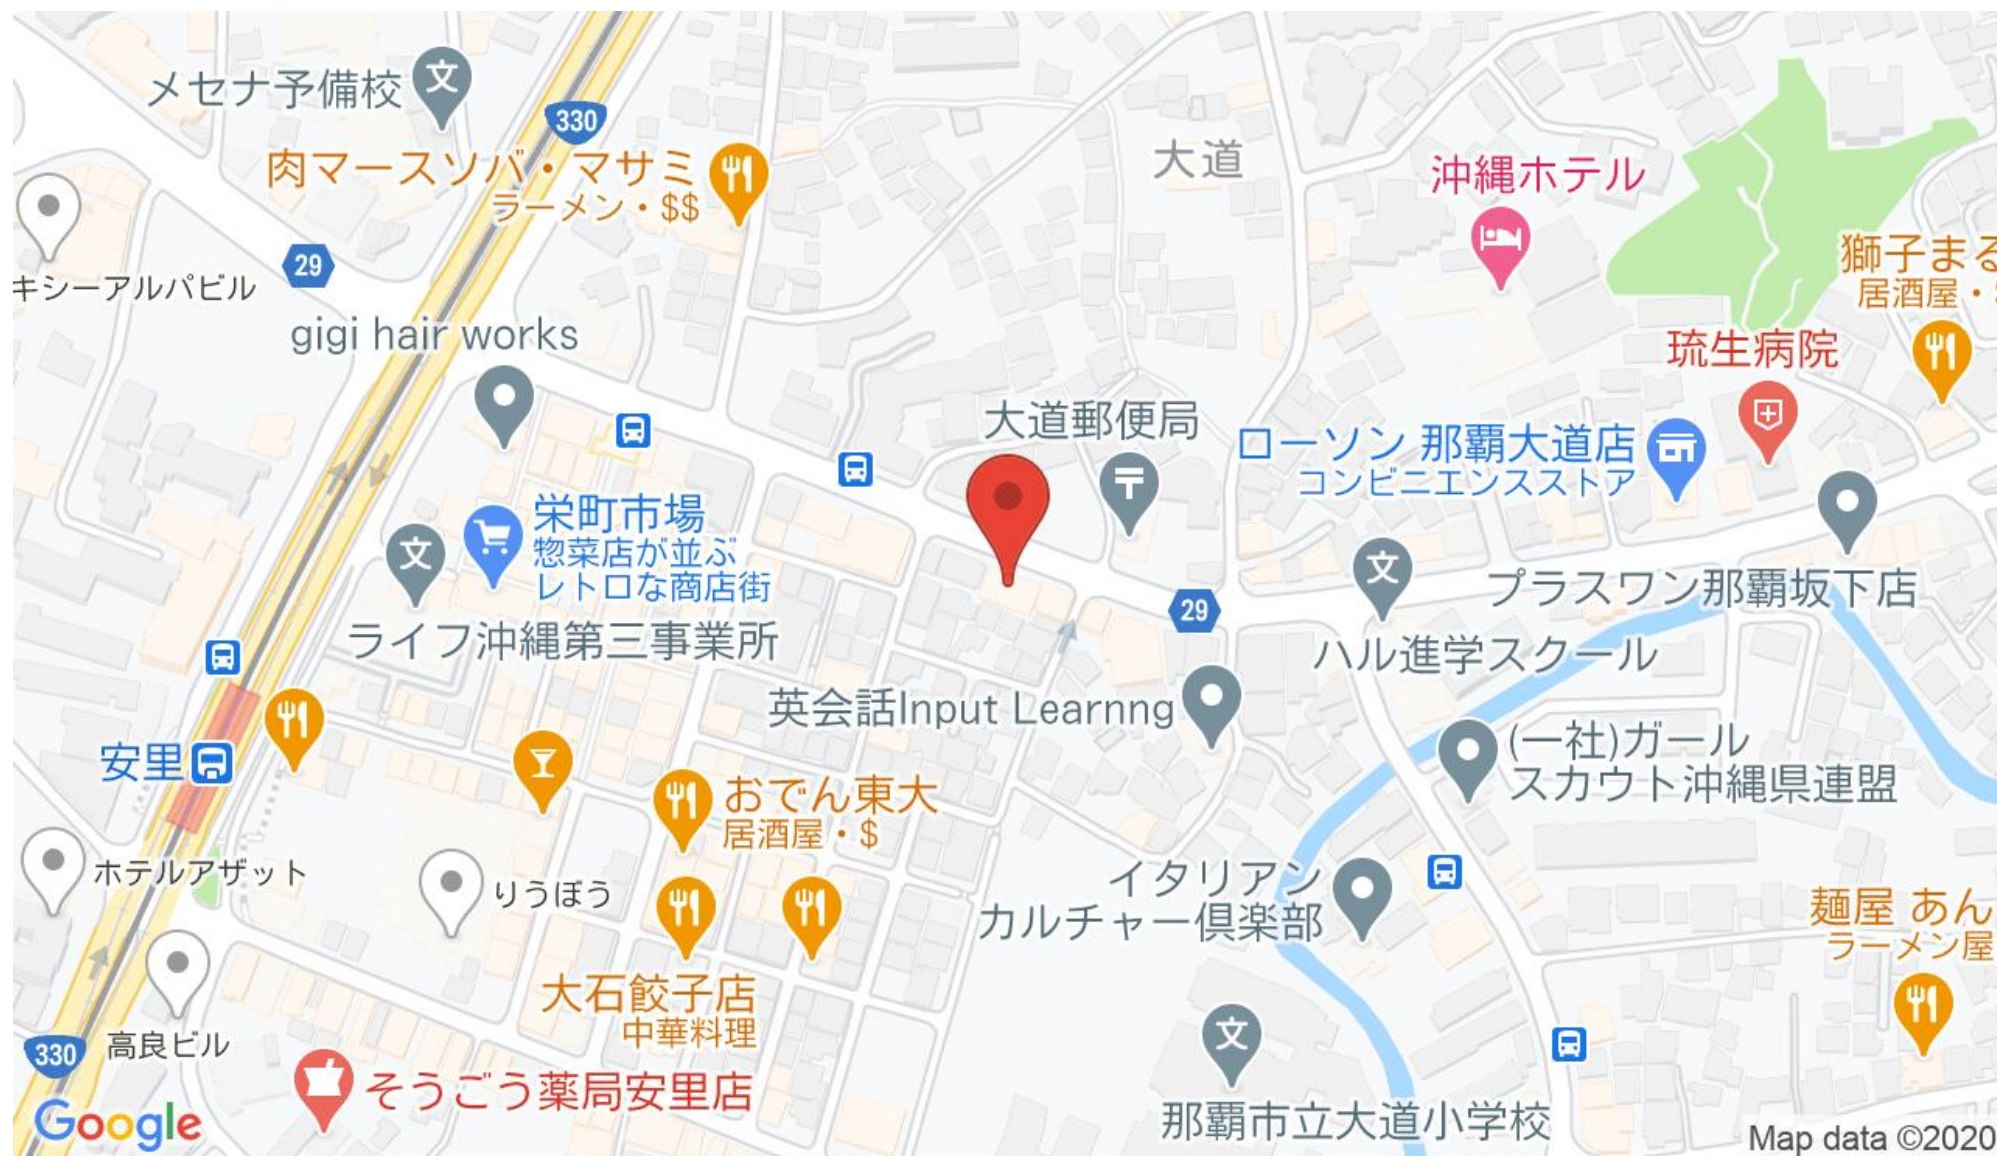 メセナ予備校
文
330
肉マースソバ・マサミ
ラーメン・$$
大道
沖縄ホテル
獅子まる
居酒屋・
29
キシーアルパビル
gigi hair works
琉生病院
大道郵便局
ローソン 那覇大道店
コンビニエンスストア
栄町市場
惣菜店が並ぶ
レトロな商店街
文
文
プラスワン那覇坂下店
29
ライフ沖縄第三事業所
ハル進学スクール
英会話Input Learnng
(一社)ガール
スカウト沖縄県連盟
安里
おでん東大
居酒屋・$
ホテルアザット
りうぼう
イタリアン
カルチャー倶楽部
麺屋 あん
ラーメン屋
大石餃子店
中華料理
文
高良ビル
330
そうごう薬局安里店
那覇市立大道小学校
Google
Map data ©2020